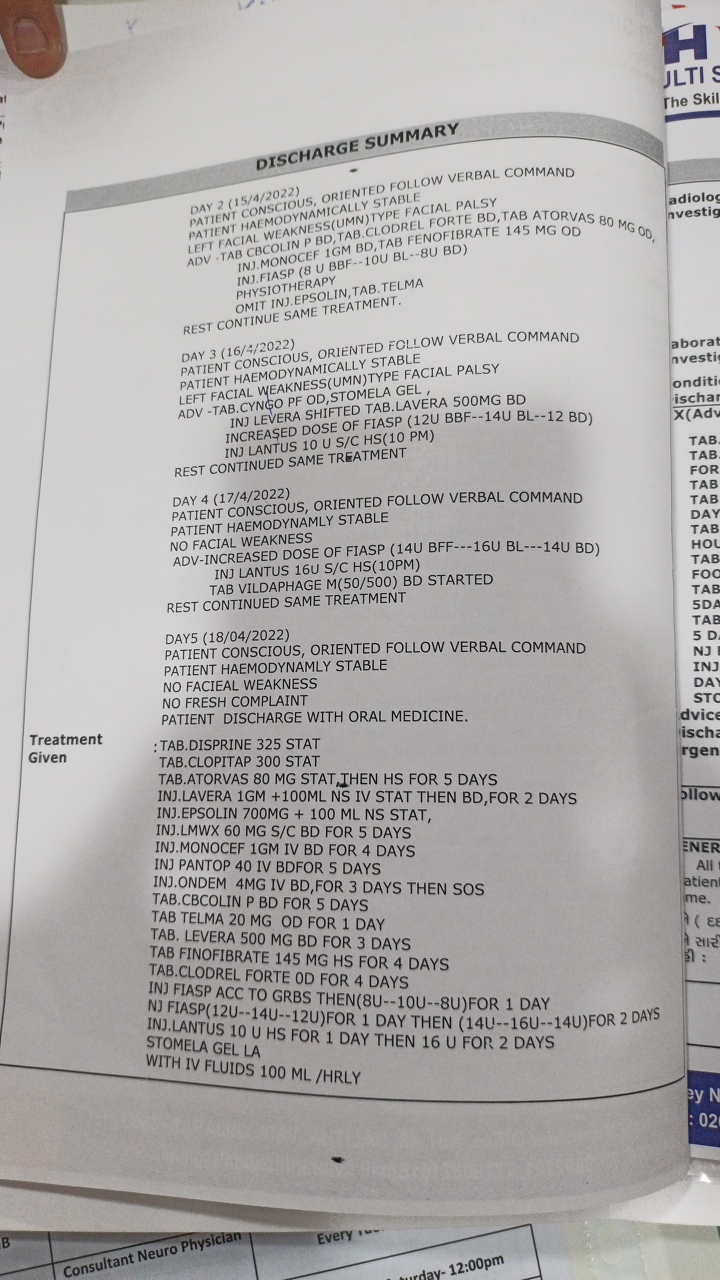 DISCHARGE SUMMARY
DAY 2 (15/4/2022)
PATIENT CONSCIOUS, ORIENTED FOLLOW VERBAL COMMAND
PATIENT HAEMODYNAMICALLY STABLE
LEFT FACIAL WEAKNESS(UMN)TYPE FACIAL PALSY
ADV -TAB CBCOLIN P BD,TAB.CLODREL FORTE BD,TAB ATORVAS 80 MG OD,
INJ.MONOCEF 1GM BD,TAB FENOFIBRATE 145 MG OD
INJ.FIASP (8 U BBF--10U BL--8U BD)
PHYSIOTHERAPY
OMIT INJ.EPSOLIN,TAB.TELMA
REST CONTINUE SAME TREATMENT.
DAY 3 (16/4/2022)
PATIENT CONSCIOUS, ORIENTED FOLLOW VERBAL COMMAND
PATIENT HAEMODYNAMICALLY STABLE
LEFT FACIAL WEAKNESS(UMN)TYPE FACIAL PALSY
ADV -TAB.CYNGO PF OD,STOMELA GEL ,
INJ LEVERA SHIFTED TAB.LAVERA 500MG BD
INCREASED DOSE OF FIASP (12U BBF--14U BL--12 BD)
INJ LANTUS 10 U S/C HS(10 PM)
REST CONTINUED SAME TREATMENT
DAY 4 (17/4/2022)
PATIENT CONSCIOUS, ORIENTED FOLLOW VERBAL COMMAND
PATIENT HAEMODYNAMLY STABLE
NO FACIAL WEAKNESS
ADV-INCREASED DOSE OF FIASP (14U BFF---16U BL---14U BD)
INJ LANTUS 16U S/C HS(10PM)
TAB VILDAPHAGE M(50/500) BD STARTED
REST CONTINUED SAME TREATMENT
DAY5 (18/04/2022)
PATIENT CONSCIOUS, ORIENTED FOLLOW VERBAL COMMAND
PATIENT HAEMODYNAMLY STABLE
NO FACIEAL WEAKNESS
NO FRESH COMPLAINT
PATIENT DISCHARGE WITH ORAL MEDICINE.
Treatment Given
:TAB.DISPRINE 325 STAT
TAB.CLOPITAP 300 STAT
TAB.ATORVAS 80 MG STAT,THEN HS FOR 5 DAYS
INJ.LAVERA 1GM +100ML NS IV STAT THEN BD,FOR 2 DAYS
INJ.EPSOLIN 700MG + 100 ML NS STAT,
INJ.LMWX 60 MG S/C BD FOR 5 DAYS
INJ.MONOCEF 1GM IV BD FOR 4 DAYS
INJ PANTOP 40 IV BDFOR 5 DAYS
INJ.ONDEM 4MG IV BD,FOR 3 DAYS THEN SOS
TAB.CBCOLIN P BD FOR 5 DAYS
TAB TELMA 20 MG OD FOR 1 DAY
TAB. LEVERA 500 MG BD FOR 3 DAYS
TAB FINOFIBRATE 145 MG HS FOR 4 DAYS
TAB.CLODREL FORTE 0D FOR 4 DAYS
INJ FIASP ACC TO GRBS THEN(8U--10U--8U)FOR 1 DAY
NJ FIASP(12U--14U--12U)FOR 1 DAY THEN (14U--16U--14U)FOR 2 DAYS
INJ.LANTUS 10 U HS FOR 1 DAY THEN 16 U FOR 2 DAYS
STOMELA GEL LA
WITH IV FLUIDS 100 ML /HRLY
H
ULTI S
The Skil
adiolog
nvestig
aborat
nvesti
onditi
ischar
X(Adv
TAB.
TAB.
FOR
TAB
TAB
DAY
TAB
HOU
TAB
FOO
TAB
5DA
TAB
5 D
NJ
INJ
DAY
STO
dvice
ischa
rgen
ollow
ENER
All
atien
me.
ey N
: 02
B
Consultant Neuro Physician
Every
urday- 12:00pm